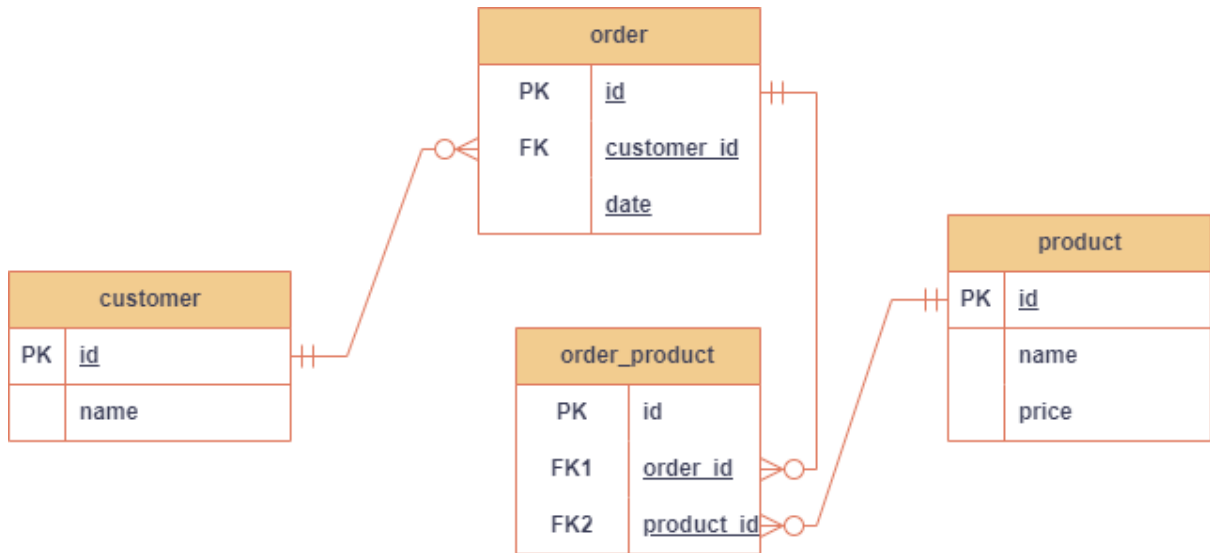 order
PK id
FK customer_id
date
customer
PK id
name
order_product
PK id
FK1 order_id
FK2 product_id
product
PK id
name
price